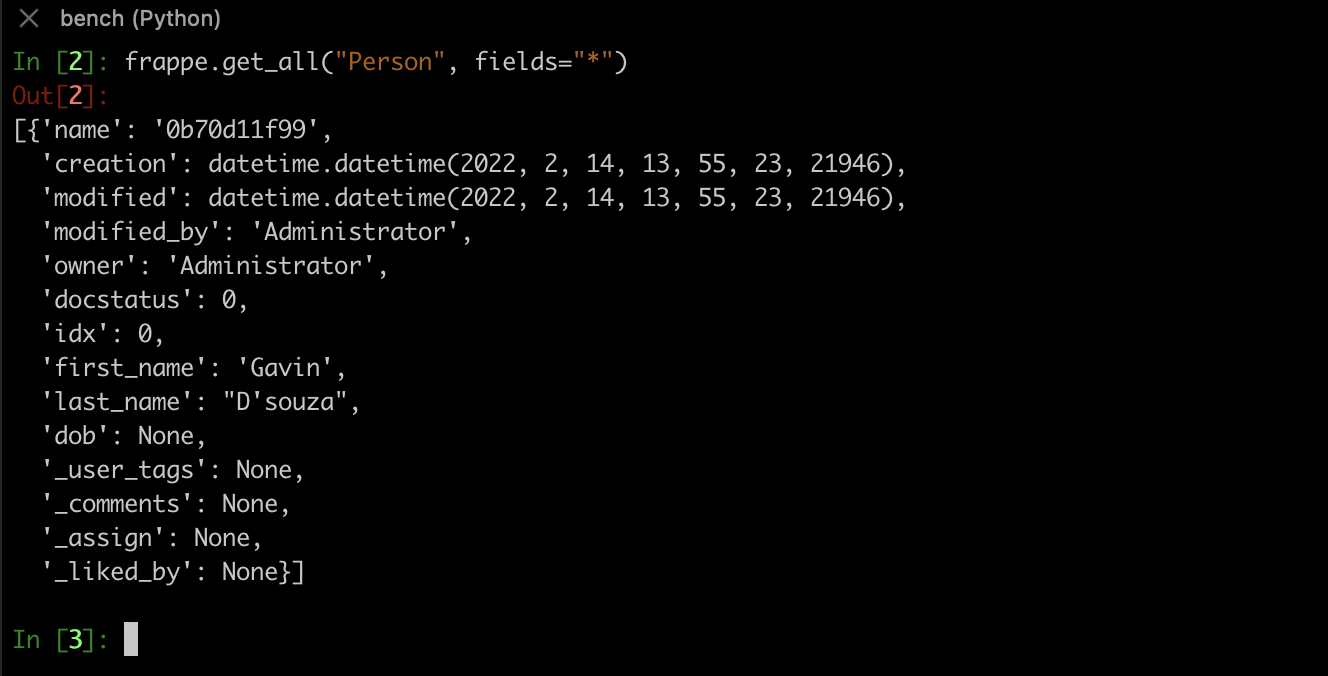 bench (Python)
In [2]: frappe.get_all("Person", fields="*")
Out[2]:
[{'name': '0b70d11f99',
  'creation': datetime.datetime(2022, 2, 14, 13, 55, 23, 21946),
  'modified': datetime.datetime(2022, 2, 14, 13, 55, 23, 21946),
  'modified_by': 'Administrator',
  'owner': 'Administrator',
  'docstatus': 0,
  'idx': 0,
  'first_name': 'Gavin',
  'last_name': "D'souza",
  'dob': None,
  '_user_tags': None,
  '_comments': None,
  '_assign': None,
  '_liked_by': None}]
In [3]: